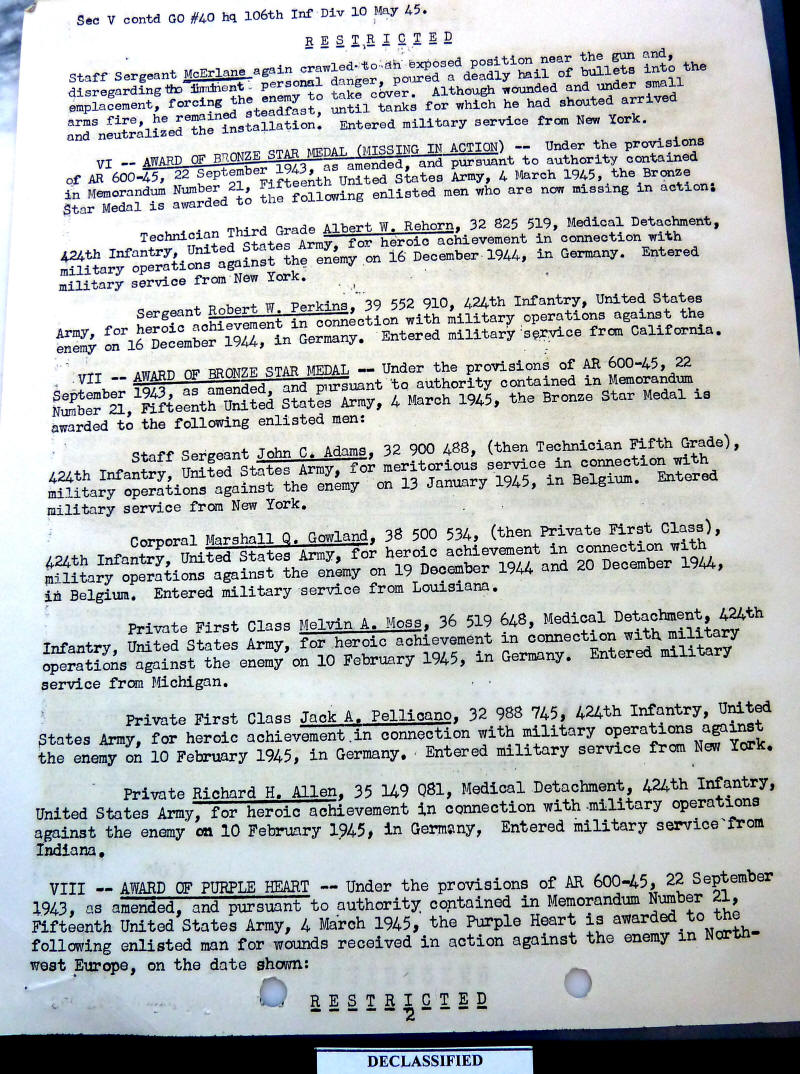 Sec V contd GO #40 hq 106th Inf Div 10 May 45.
R E S T R I C T E D
Staff Sergeant McErlane again crawled to an exposed position near the gun and,
disregarding the imminent personal danger, poured a deadly hail of bullets into the
emplacement, forcing the enemy to take cover. Although wounded and under small
arms fire, he remained steadfast, until tanks for which he had shouted arrived
and neutralized the installation. Entered military service from New York.
VI -- AWARD OF BRONZE STAR MEDAL (MISSING IN ACTION) -- Under the provisions
of AR 600-45, 22 September 1943, as amended, and pursuant to authority contained
in Memorandum Number 21, Fifteenth United States Army, 4 March 1945, the Bronze
Star Medal is awarded to the following enlisted men who are now missing in action:
Technician Third Grade Albert W. Rehorn, 32 825 519, Medical Detachment,
424th Infantry, United States Army, for heroic achievement in connection with
military operations against the enemy on 16 December 1944, in Germany. Entered
military service from New York.
Sergeant Robert W. Perkins, 39 552 910, 424th Infantry, United States
Army, for heroic achievement in connection with military operations against the
enemy on 16 December 1944, in Germany. Entered military service from California.
VII -- AWARD OF BRONZE STAR MEDAL -- Under the provisions of AR 600-45, 22
September 1943, as amended, and pursuant to authority contained in Memorandum
Number 21, Fifteenth United States Army, 4 March 1945, the Bronze Star Medal is
awarded to the following enlisted men:
Staff Sergeant John C. Adams, 32 900 488, (then Technician Fifth Grade),
424th Infantry, United States Army, for meritorious service in connection with
military operations against the enemy on 13 January 1945, in Belgium. Entered
military service from New York.
Corporal Marshall Q. Gowland, 38 500 534, (then Private First Class),
424th Infantry, United States Army, for heroic achievement in connection with
military operations against the enemy on 19 December 1944 and 20 December 1944,
in Belgium. Entered military service from Louisiana.
Private First Class Melvin A. Moss, 36 519 648, Medical Detachment, 424th
Infantry, United States Army, for heroic achievement in connection with military
operations against the enemy on 10 February 1945, in Germany. Entered military
service from Michigan.
Private First Class Jack A. Pellicano, 32 988 745, 424th Infantry, United
States Army, for heroic achievement in connection with military operations against
the enemy on 10 February 1945, in Germany. Entered military service from New York.
Private Richard H. Allen, 35 149 Q81, Medical Detachment, 424th Infantry,
United States Army, for heroic achievement in connection with military operations
against the enemy on 10 February 1945, in Germany, Entered military service from
Indiana.
VIII -- AWARD OF PURPLE HEART -- Under the provisions of AR 600-45, 22 September
1943, as amended, and pursuant to authority contained in Memorandum Number 21,
Fifteenth United States Army, 4 March 1945, the Purple Heart is awarded to the
following enlisted man for wounds received in action against the enemy in North-
west Europe, on the date shown:
R E S T R I C T E D
2
DECLASSIFIED